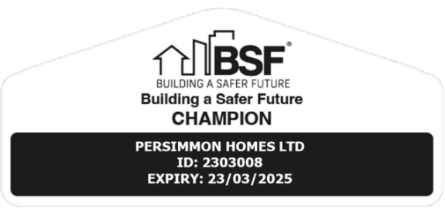 BSF®
BUILDING A SAFER FUTURE
Building a Safer Future
CHAMPION
PERSIMMON HOMES LTD
ID: 2303008
EXPIRY: 23/03/2025